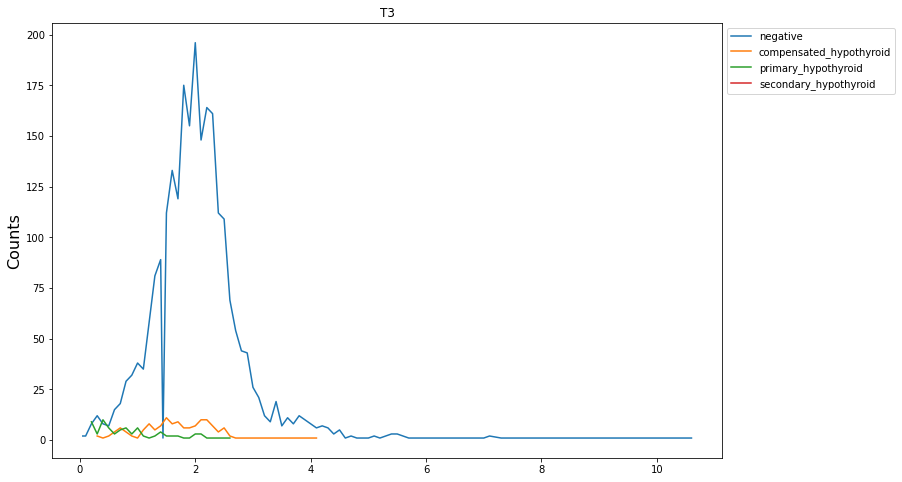 T3
negative
compensated_hypothyroid
primary_hypothyroid
secondary_hypothyroid
Counts
200
175
150
125
100
75
50
25
0
0 2 4 6 8 10